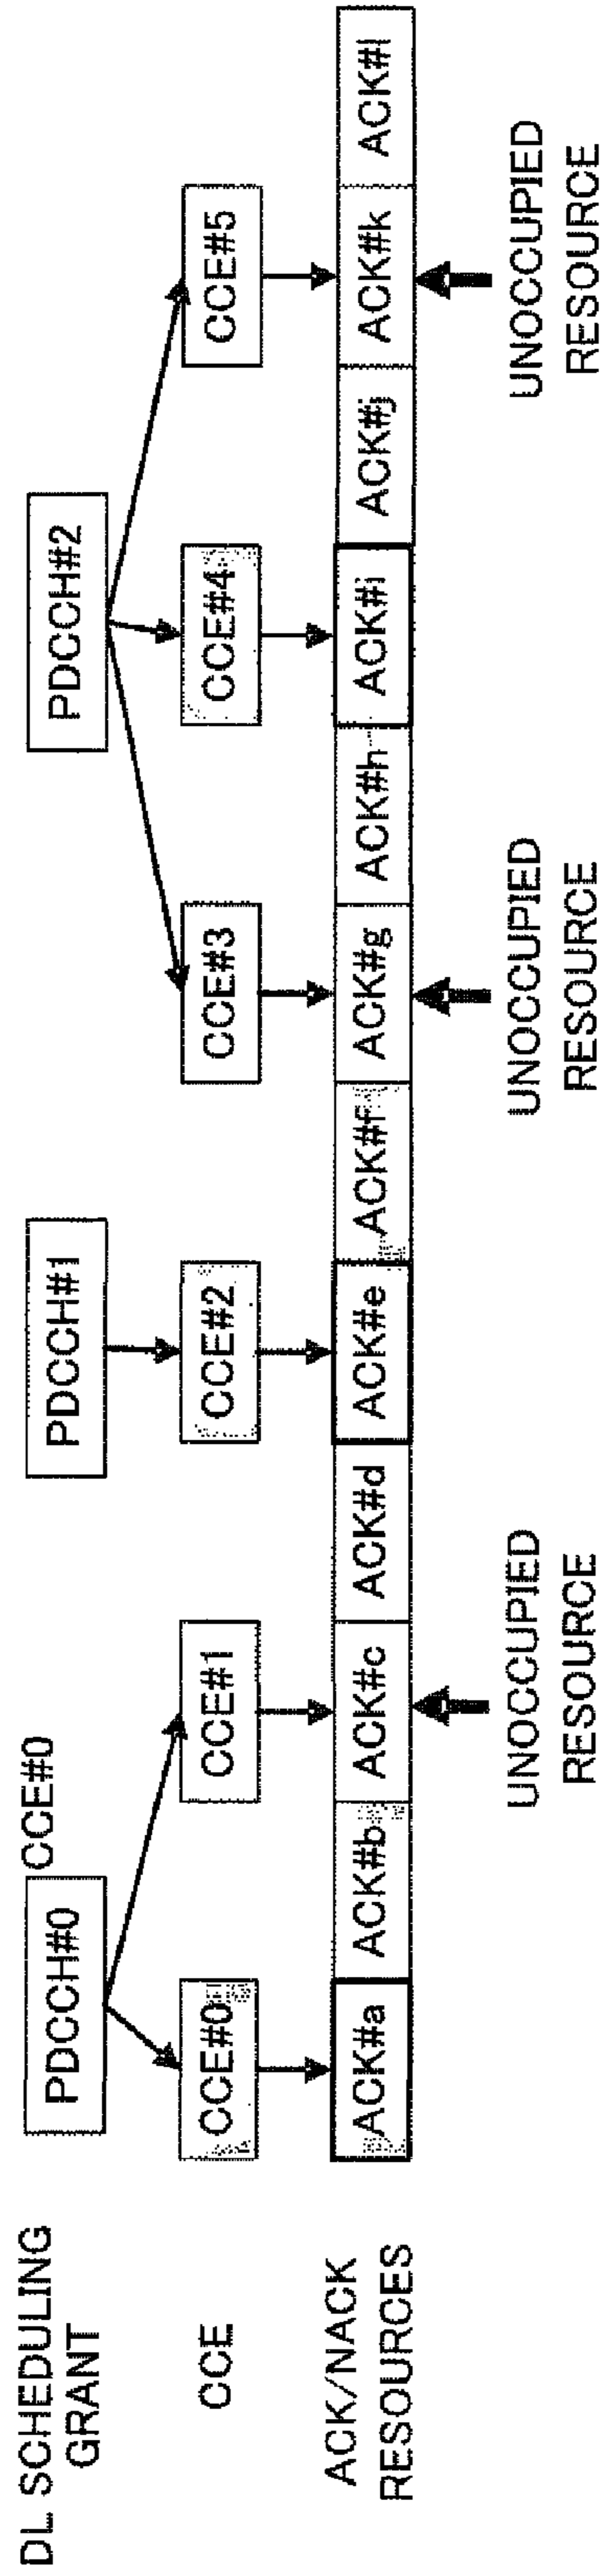 DL SCHEDULING
GRANT
PDCCH#0
CCE#0
PDCCH#1
PDCCH#2
CCE
CCE#0
CCE#1
CCE#2
CCE#3
CCE#4
CCE#5
ACK/NACK
RESOURCES
ACK#a
ACK#b
ACK#c
ACK#d
ACK#e
ACK#f
ACK#g
ACK#h
ACK#i
ACK#j
ACK#k
ACK#l
UNOCCUPIED
RESOURCE
UNOCCUPIED
RESOURCE
UNOCCUPIED
RESOURCE